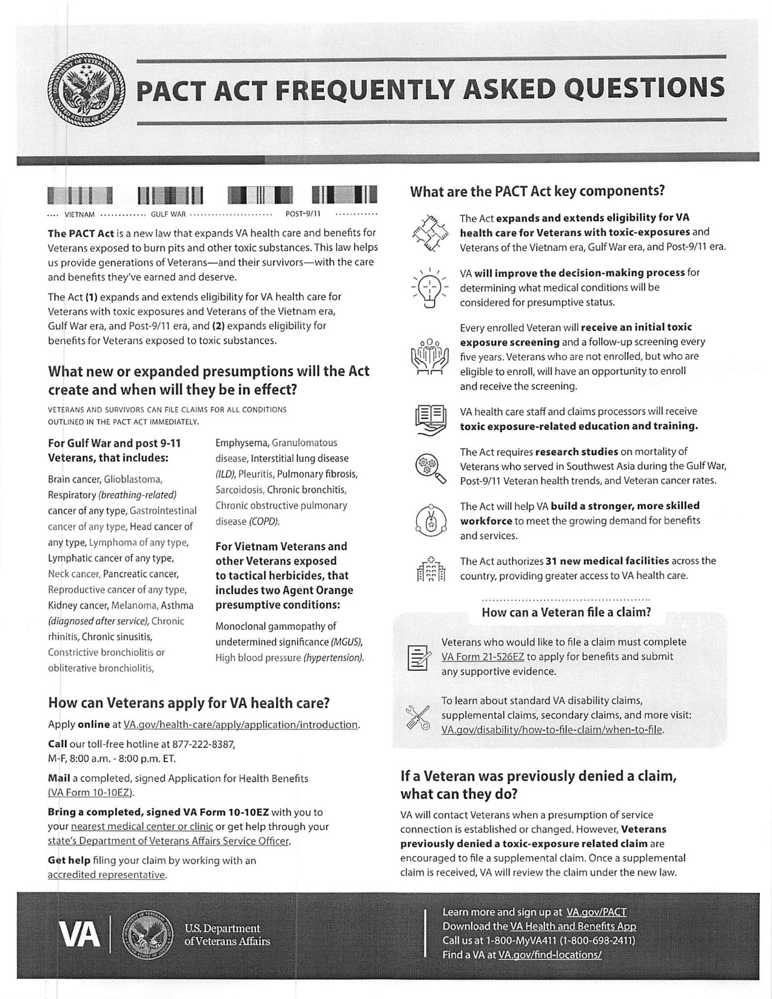 PACT ACT FREQUENTLY ASKED QUESTIONS
.... VIETNAM ............ GULF WAR ...................... POST-9/11 ............
The PACT Act is a new law that expands VA health care and benefits for
Veterans exposed to burn pits and other toxic substances. This law helps
us provide generations of Veterans—and their survivors—with the care
and benefits they've earned and deserve.
The Act (1) expands and extends eligibility for VA health care for
Veterans with toxic exposures and Veterans of the Vietnam era,
Gulf War era, and Post-9/11 era, and (2) expands eligibility for
benefits for Veterans exposed to toxic substances.
What new or expanded presumptions will the Act
create and when will they be in effect?
VETERANS AND SURVIVORS CAN FILE CLAIMS FOR ALL CONDITIONS
OUTLINED IN THE PACT ACT IMMEDIATELY.
For Gulf War and post 9-11
Veterans, that includes:
Brain cancer, Glioblastoma,
Respiratory (breathing-related)
cancer of any type, Gastrointestinal
cancer of any type, Head cancer of
any type, Lymphoma of any type,
Lymphatic cancer of any type,
Neck cancer, Pancreatic cancer,
Reproductive cancer of any type,
Kidney cancer, Melanoma, Asthma
(diagnosed after service), Chronic
rhinitis, Chronic sinusitis,
Constrictive bronchiolitis or
obliterative bronchiolitis,
Emphysema, Granulomatous
disease, Interstitial lung disease
(ILD), Pleuritis, Pulmonary fibrosis,
Sarcoidosis, Chronic bronchitis,
Chronic obstructive pulmonary
disease (COPD).
For Vietnam Veterans and
other Veterans exposed
to tactical herbicides, that
includes two Agent Orange
presumptive conditions:
Monoclonal gammopathy of
undetermined significance (MGUS),
High blood pressure (hypertension).
How can Veterans apply for VA health care?
Apply online at VA.gov/health-care/apply/application/introduction.
Call our toll-free hotline at 877-222-8387,
M-F, 8:00 a.m. - 8:00 p.m. ET.
Mail a completed, signed Application for Health Benefits
(VA Form 10-10EZ).
Bring a completed, signed VA Form 10-10EZ with you to
your nearest medical center or clinic or get help through your
state's Department of Veterans Affairs Service Officer.
Get help filing your claim by working with an
accredited representative.
What are the PACT Act key components?
The Act expands and extends eligibility for VA
health care for Veterans with toxic-exposures and
Veterans of the Vietnam era, Gulf War era, and Post-9/11 era.
VA will improve the decision-making process for
determining what medical conditions will be
considered for presumptive status.
Every enrolled Veteran will receive an initial toxic
exposure screening and a follow-up screening every
five years. Veterans who are not enrolled, but who are
eligible to enroll, will have an opportunity to enroll
and receive the screening.
VA health care staff and claims processors will receive
toxic exposure-related education and training.
The Act requires research studies on mortality of
Veterans who served in Southwest Asia during the Gulf War,
Post-9/11 Veteran health trends, and Veteran cancer rates.
The Act will help VA build a stronger, more skilled
workforce to meet the growing demand for benefits
and services.
The Act authorizes 31 new medical facilities across the
country, providing greater access to VA health care.
How can a Veteran file a claim?
Veterans who would like to file a claim must complete
VA Form 21-526EZ to apply for benefits and submit
any supportive evidence.
To learn about standard VA disability claims,
supplemental claims, secondary claims, and more visit:
VA.gov/disability/how-to-file-claim/when-to-file.
If a Veteran was previously denied a claim,
what can they do?
VA will contact Veterans when a presumption of service
connection is established or changed. However, Veterans
previously denied a toxic-exposure related claim are
encouraged to file a supplemental claim. Once a supplemental
claim is received, VA will review the claim under the new law.
VA
U.S. Department
of Veterans Affairs
Learn more and sign up at VA.gov/PACT
Download the VA Health and Benefits App
Call us at 1-800-MyVA411 (1-800-698-2411)
Find a VA at VA.gov/find-locations/
DEPARTMENT OF VETERANS AFFAIRS
UNITED STATES OF AMERICA